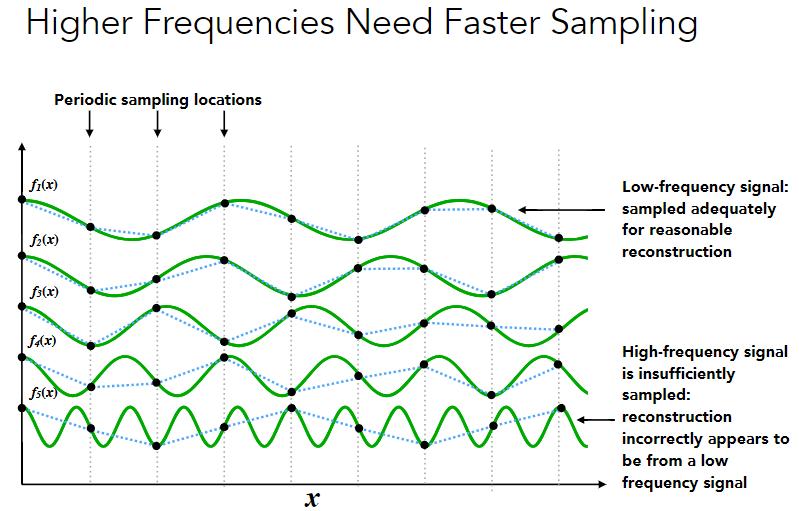 Higher Frequencies Need Faster Sampling
Periodic sampling locations
f1(x)
f2(x)
f3(x)
f4(x)
f5(x)
Low-frequency signal:
sampled adequately
for reasonable
reconstruction
High-frequency signal
is insufficiently
sampled:
reconstruction
incorrectly appears to
be from a low
frequency signal
x